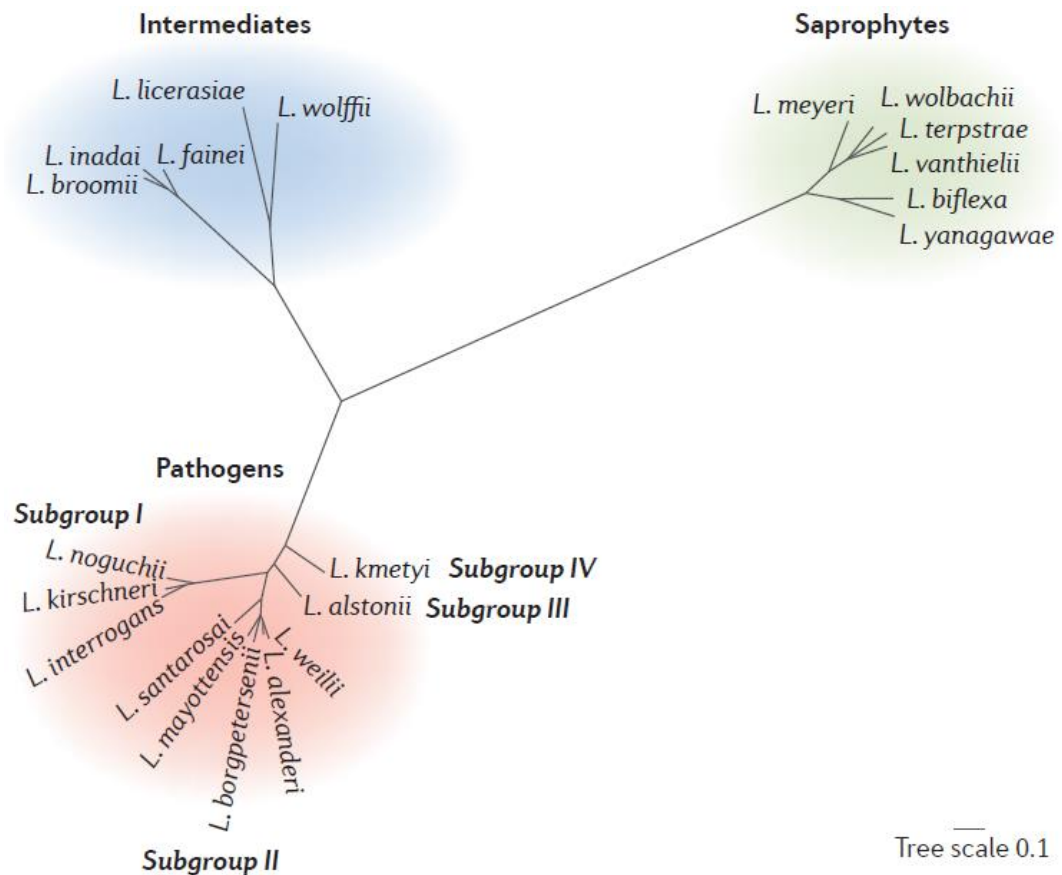 Intermediates
Saprophytes
L. licerasiae
L. wolffii
L. inadai
L. fainei
L. broomii
L. meyeri
L. wolbachii
L. terpstrae
L. vanthielii
L. biflexa
L. yanagawae
Pathogens
Subgroup I
L. noguchii
L. kirschneri
L. interrogans
L. kmetyi Subgroup IV
L. alstonii Subgroup III
L. santarosai
L. mayottensis
L. borgpetersenii
L. alexanderi
L. weilii
Subgroup II
Tree scale 0.1